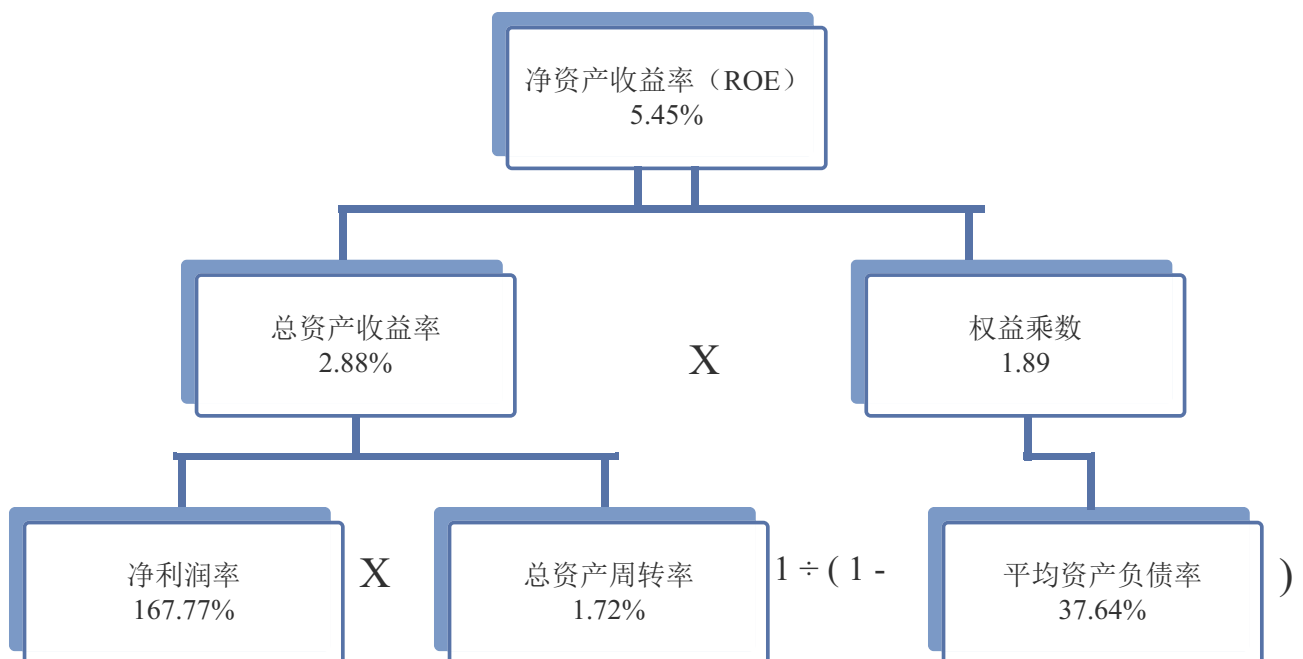 净资产收益率（ROE）
5.45%
总资产收益率
2.88%
X
权益乘数
1.89
净利润率
167.77%
X
总资产周转率
1.72%
1 ÷ ( 1 -
平均资产负债率
37.64%
)